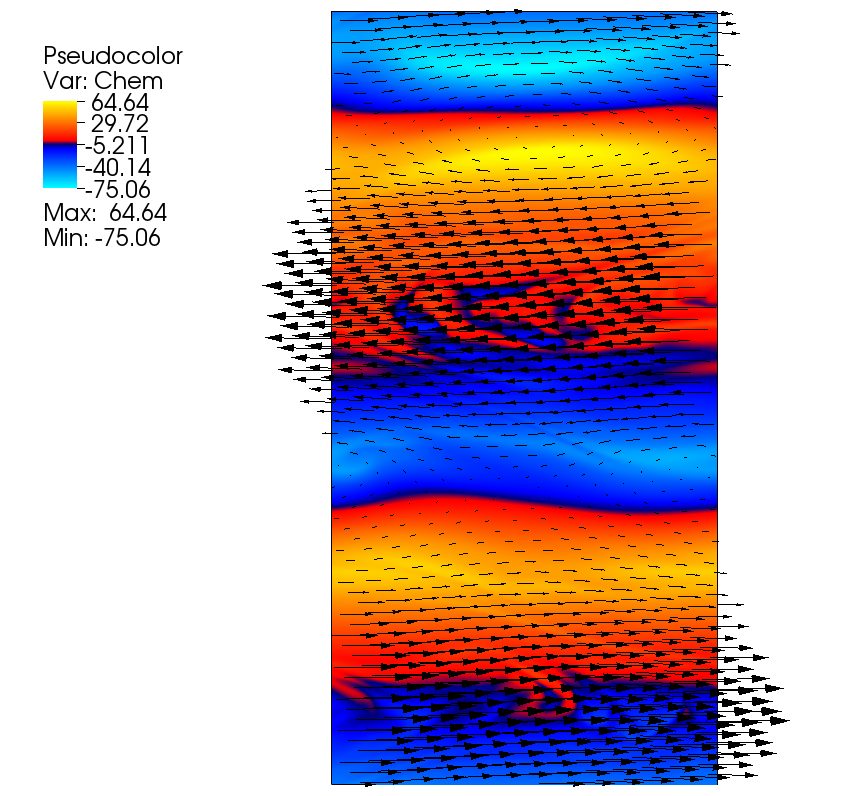 Pseudocolor
Var: Chem
64.64
29.72
-5.211
-40.14
-75.06
Max: 64.64
Min: -75.06